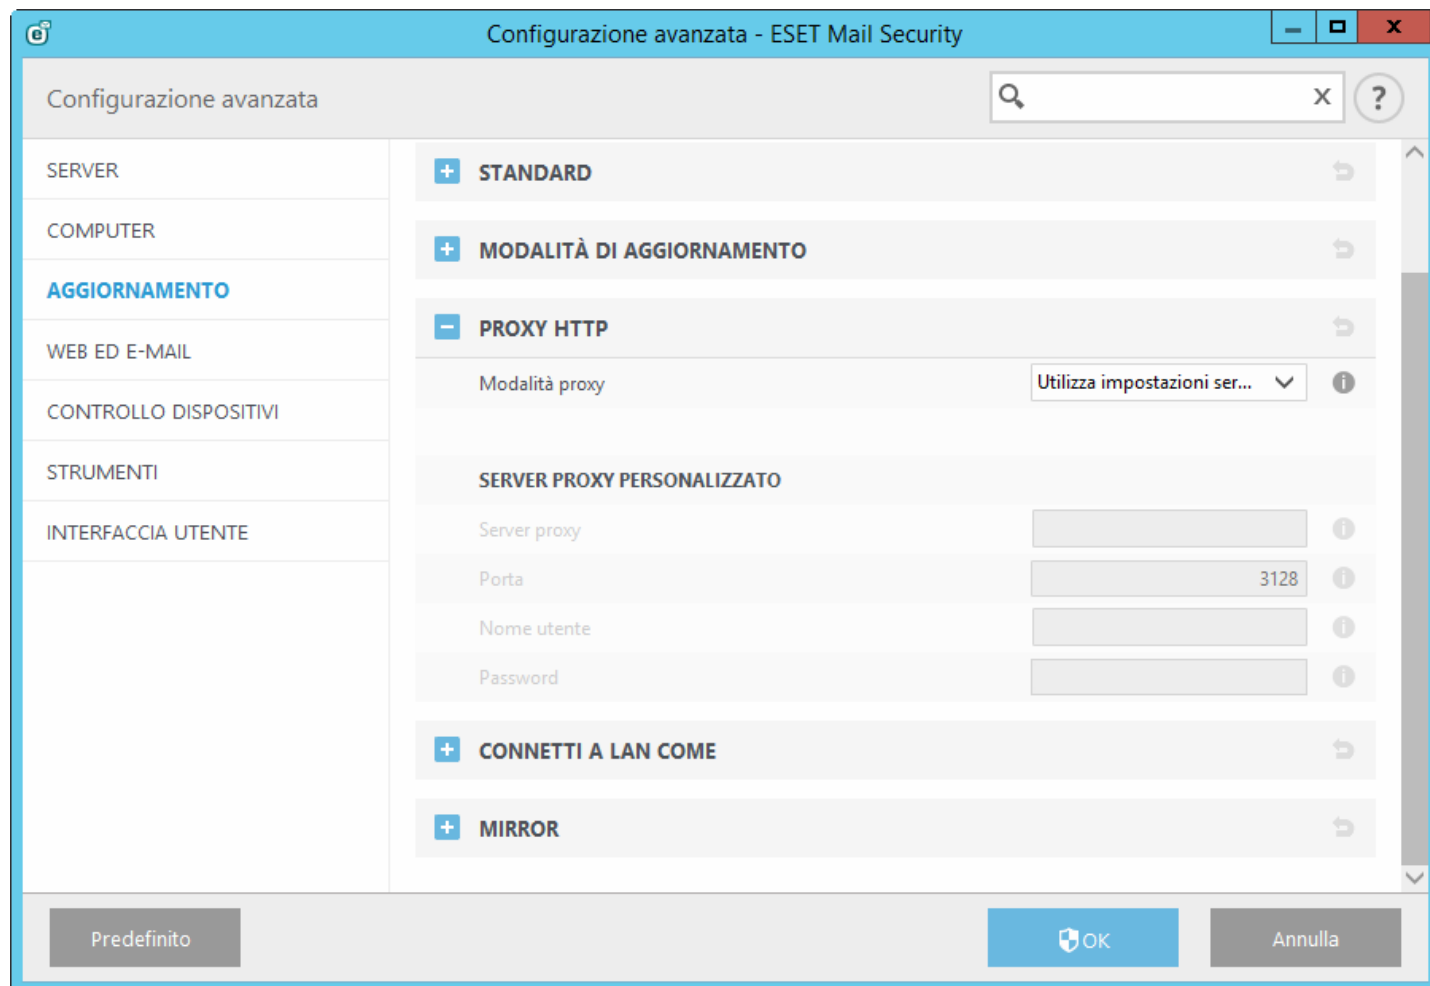 Configurazione avanzata - ESET Mail Security
Configurazione avanzata
SERVER
COMPUTER
AGGIORNAMENTO
WEB ED E-MAIL
CONTROLLO DISPOSITIVI
STRUMENTI
INTERFACCIA UTENTE
STANDARD
MODALITÀ DI AGGIORNAMENTO
PROXY HTTP
Modalità proxy Utilizza impostazioni ser...
SERVER PROXY PERSONALIZZATO
Server proxy
Porta 3128
Nome utente
Password
CONNETTI A LAN COME
MIRROR
Predefinito OK Annulla